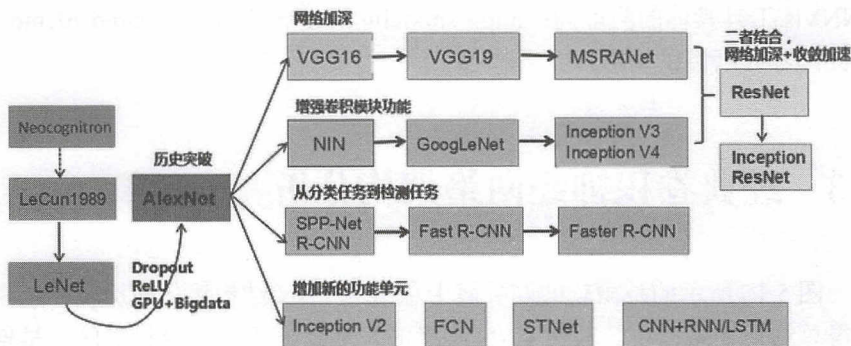 网络加深
VGG16
VGG19
MSRANet
二者结合，
网络加深+收敛加速
ResNet
Inception
ResNet
Neocognitron
LeCun1989
LeNet
历史突破
AlexNet
Dropout
ReLU
GPU+Bigdata
增强卷积模块功能
NIN
GoogLeNet
Inception V3
Inception V4
从分类任务到检测任务
SPP-Net
R-CNN
Fast R-CNN
Faster R-CNN
增加新的功能单元
Inception V2
FCN
STNet
CNN+RNN/LSTM